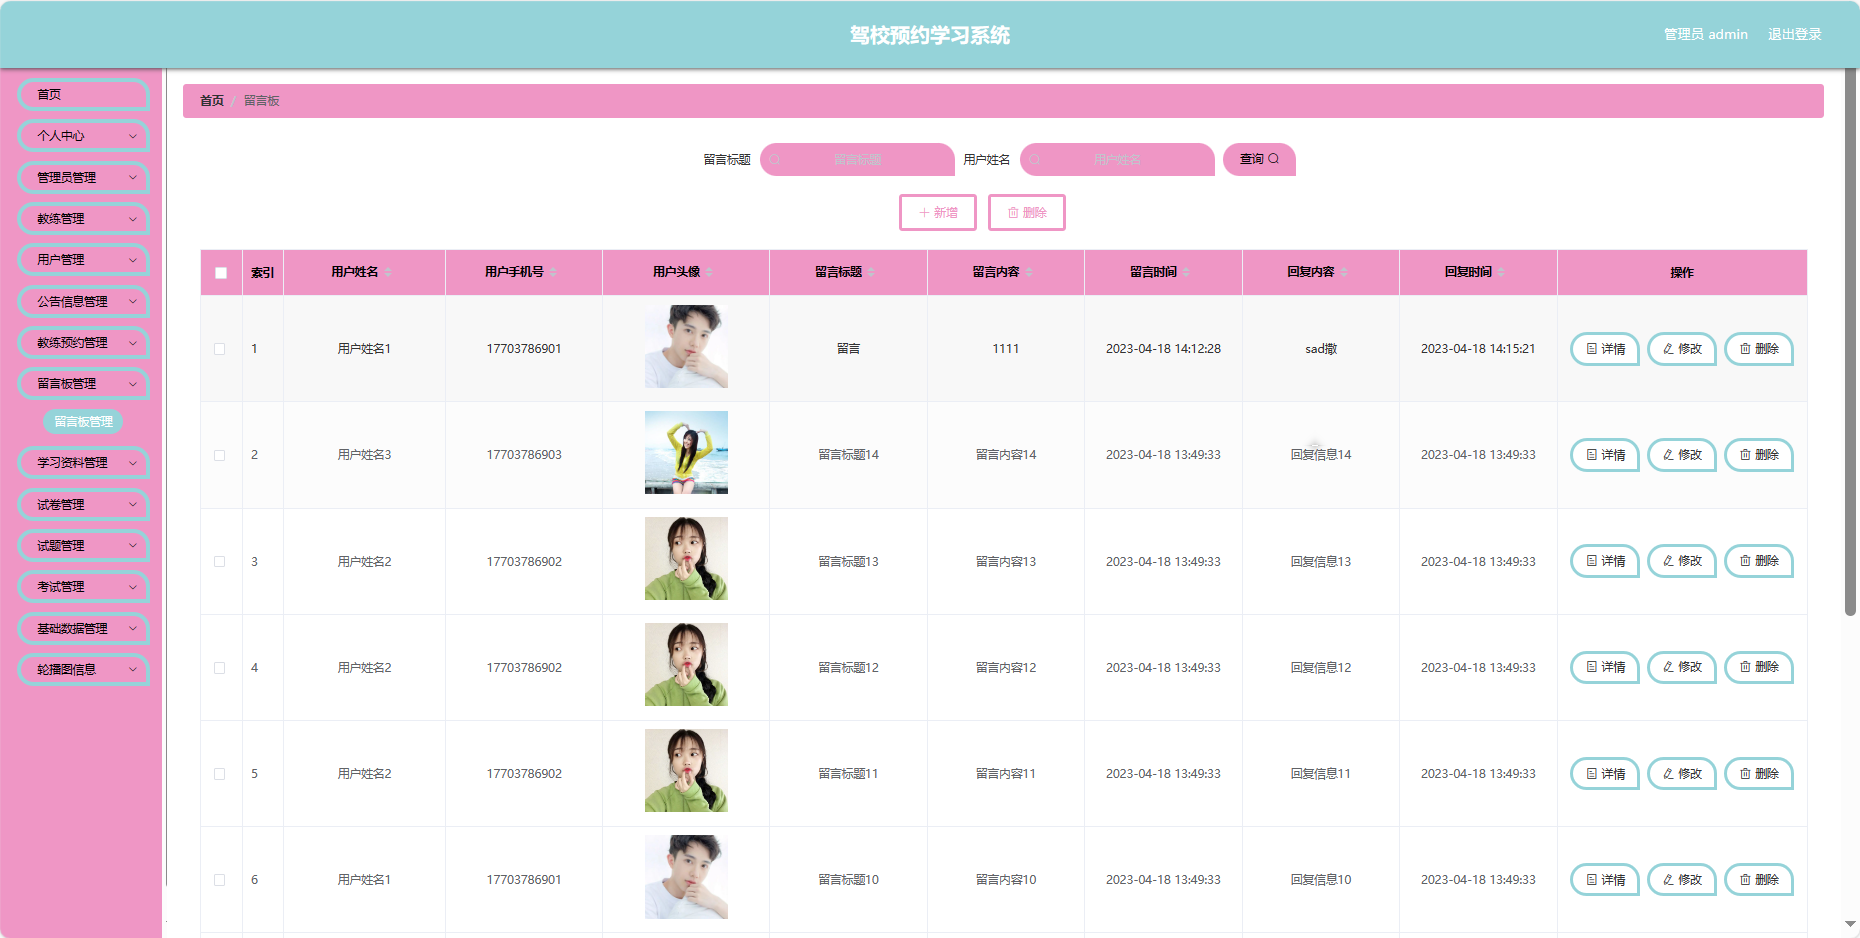 驾校预约学习系统
管理员 admin 退出登录
首页
个人中心
管理员管理
教练管理
用户管理
公告信息管理
教练预约管理
留言板管理
留言板管理
学习资料管理
试卷管理
试题管理
考试管理
基础数据管理
轮播图信息
首页 / 留言板
留言标题 留言标题 用户姓名 用户姓名 查询
新增 删除
索引 用户姓名 用户手机号 用户头像 留言标题 留言内容 留言时间 回复内容 回复时间 操作
1 用户姓名1 17703786901 留言 1111 2023-04-18 14:12:28 sad撒 2023-04-18 14:15:21 详情 修改 删除
2 用户姓名3 17703786903 留言标题14 留言内容14 2023-04-18 13:49:33 回复信息14 2023-04-18 13:49:33 详情 修改 删除
3 用户姓名2 17703786902 留言标题13 留言内容13 2023-04-18 13:49:33 回复信息13 2023-04-18 13:49:33 详情 修改 删除
4 用户姓名2 17703786902 留言标题12 留言内容12 2023-04-18 13:49:33 回复信息12 2023-04-18 13:49:33 详情 修改 删除
5 用户姓名2 17703786902 留言标题11 留言内容11 2023-04-18 13:49:33 回复信息11 2023-04-18 13:49:33 详情 修改 删除
6 用户姓名1 17703786901 留言标题10 留言内容10 2023-04-18 13:49:33 回复信息10 2023-04-18 13:49:33 详情 修改 删除